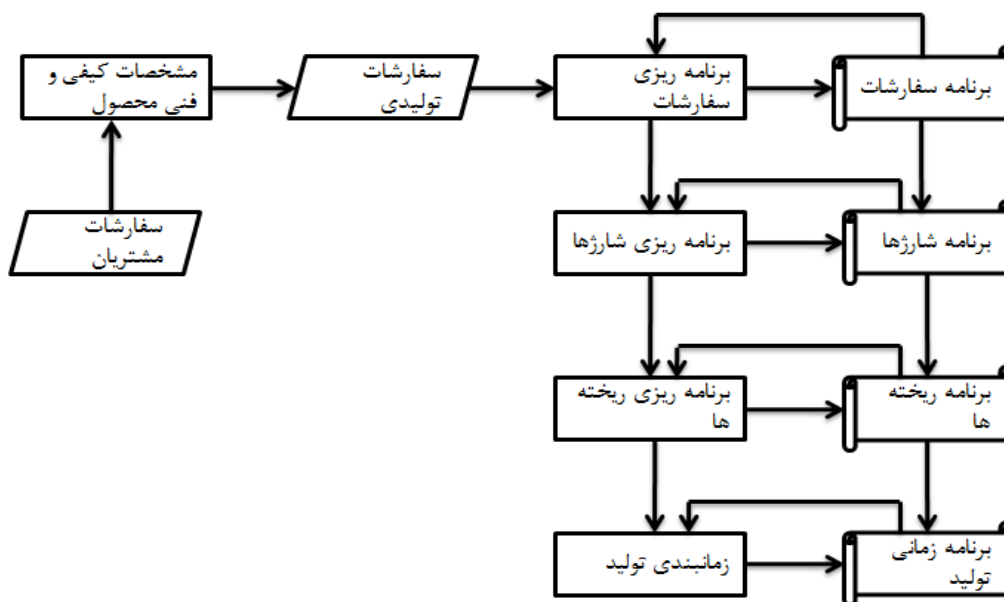 مشخصات کیفی و
فنی محصول
سفارشات
تولیدی
برنامه ریزی
سفارشات
برنامه سفارشات
سفارشات
مشتریان
برنامه ریزی شارژها
برنامه شارژها
برنامه ریزی ریخته
ها
برنامه ریخته
ها
زمانبندی تولید
برنامه زمانی
تولید